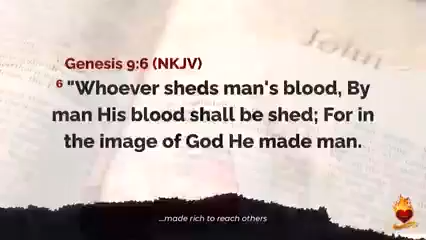 John
Genesis 9:6 (NKJV)
6 "Whoever sheds man's blood, By
man His blood shall be shed; For in
the image of God He made man.
...made rich to reach others